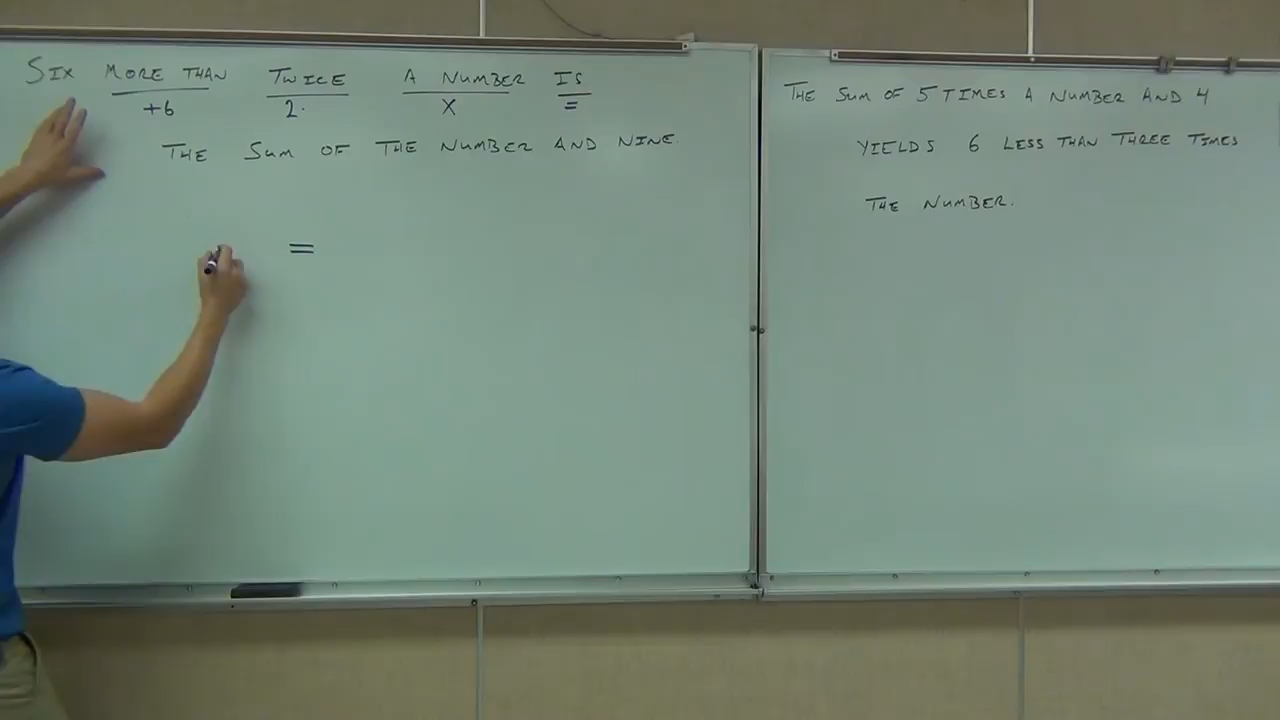 SIX MORE THAN TWICE A NUMBER IS
+6 2· X =
THE SUM OF THE NUMBER AND NINE.
=
THE SUM OF 5 TIMES A NUMBER AND 4
YIELDS 6 LESS THAN THREE TIMES
THE NUMBER.